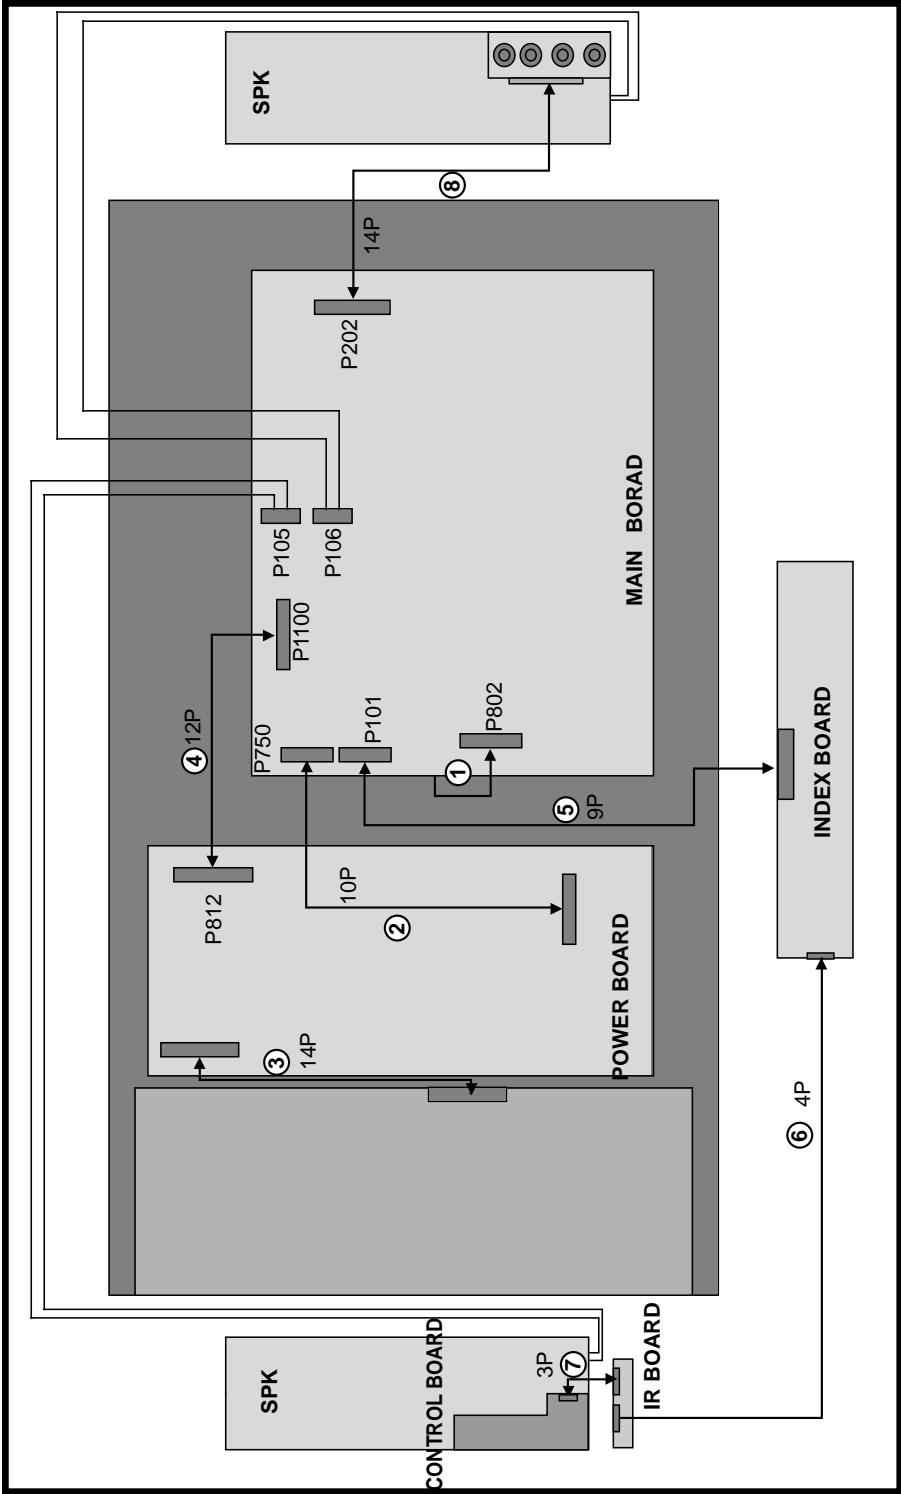 SPK
8
14P
P202
P105
P106
MAIN BORAD
P1100
4 12P
P750
P101
P802
1
5
9P
INDEX BOARD
P812
10P
2
POWER BOARD
3
14P
6 4P
SPK
CONTROL BOARD
3P
7
IR BOARD